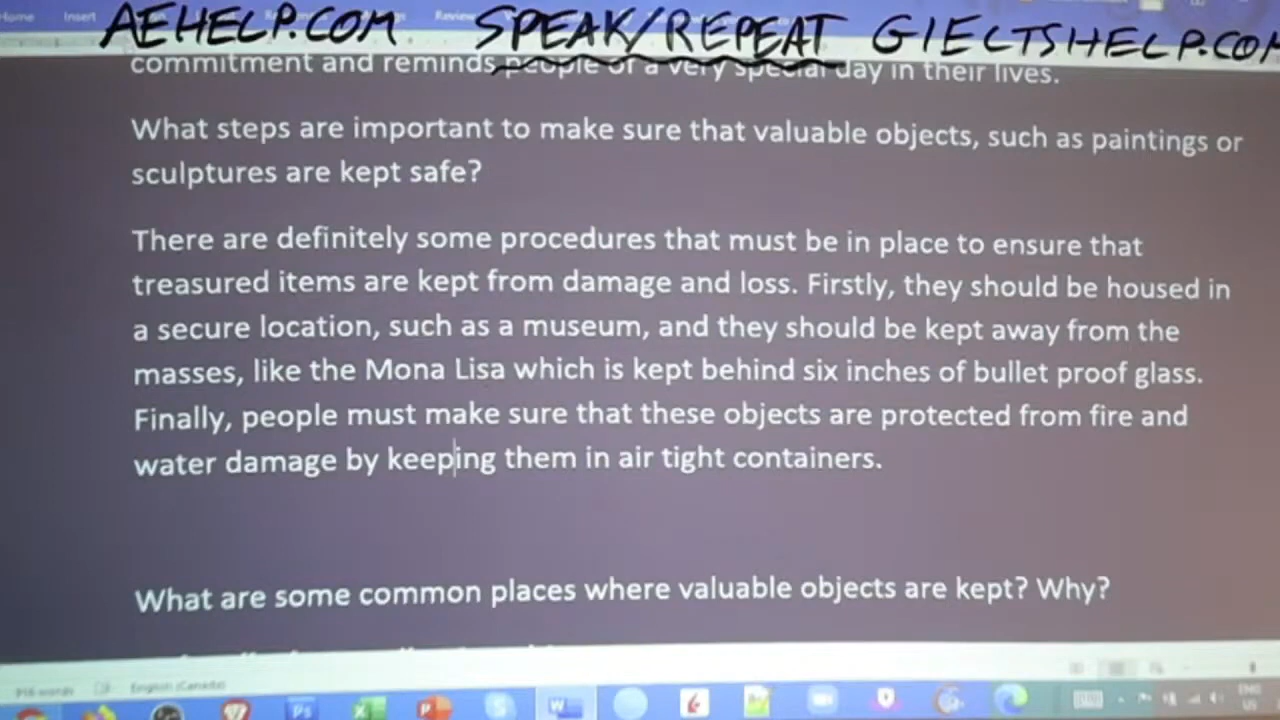 AEHELP.COM SPEAK/REPEAT GIELTSHELP.COM
Home Insert
commitment and reminds people of a very special day in their lives.
What steps are important to make sure that valuable objects, such as paintings or
sculptures are kept safe?
There are definitely some procedures that must be in place to ensure that
treasured items are kept from damage and loss. Firstly, they should be housed in
a secure location, such as a museum, and they should be kept away from the
masses, like the Mona Lisa which is kept behind six inches of bullet proof glass.
Finally, people must make sure that these objects are protected from fire and
water damage by keeping them in air tight containers.
What are some common places where valuable objects are kept? Why?
English (Canada)
ENG
US